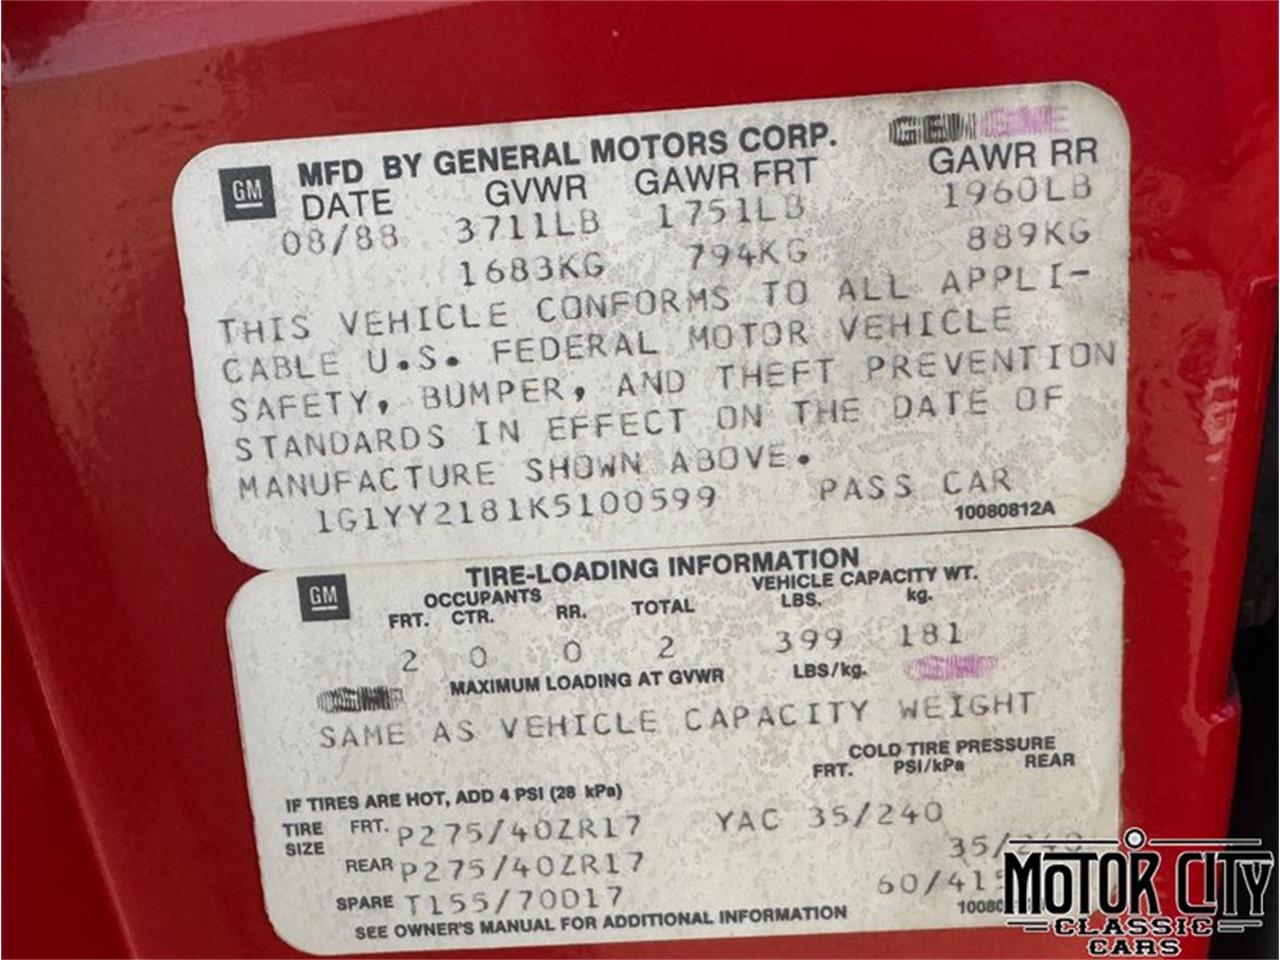 GM MFD BY GENERAL MOTORS CORP.
DATE GVWR GAWR FRT GAWR RR
08/88 3711LB 1751LB 1960LB
1683KG 794KG 889KG
THIS VEHICLE CONFORMS TO ALL APPLI-
CABLE U.S. FEDERAL MOTOR VEHICLE
SAFETY, BUMPER, AND THEFT PREVENTION
STANDARDS IN EFFECT ON THE DATE OF
MANUFACTURE SHOWN ABOVE.
1G1YY2181K5100599 PASS CAR
10080812A
GM TIRE-LOADING INFORMATION
OCCUPANTS VEHICLE CAPACITY WT.
FRT. CTR. RR. TOTAL LBS. kg.
2 0 0 2 399 181
MAXIMUM LOADING AT GVWR LBS/kg.
SAME AS VEHICLE CAPACITY WEIGHT
COLD TIRE PRESSURE
FRT. PSI/kPa REAR
IF TIRES ARE HOT, ADD 4 PSI (28 kPa)
TIRE SIZE FRT. P275/40ZR17 YAC 35/240
REAR P275/40ZR17 35/240
SPARE T155/70D17 60/415
SEE OWNER'S MANUAL FOR ADDITIONAL INFORMATION
MOTOR CITY
CLASSIC
CARS